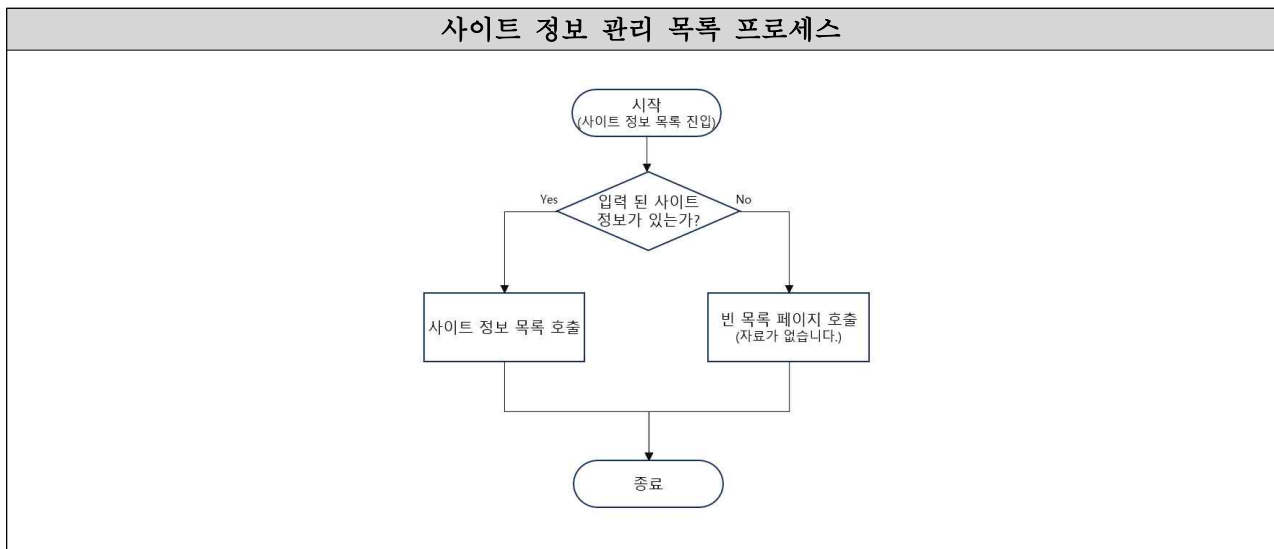 사이트 정보 관리 목록 프로세스
시작
(사이트 정보 목록 진입)
Yes
입력 된 사이트
정보가 있는가?
No
사이트 정보 목록 호출
빈 목록 페이지 호출
(자료가 없습니다.)
종료